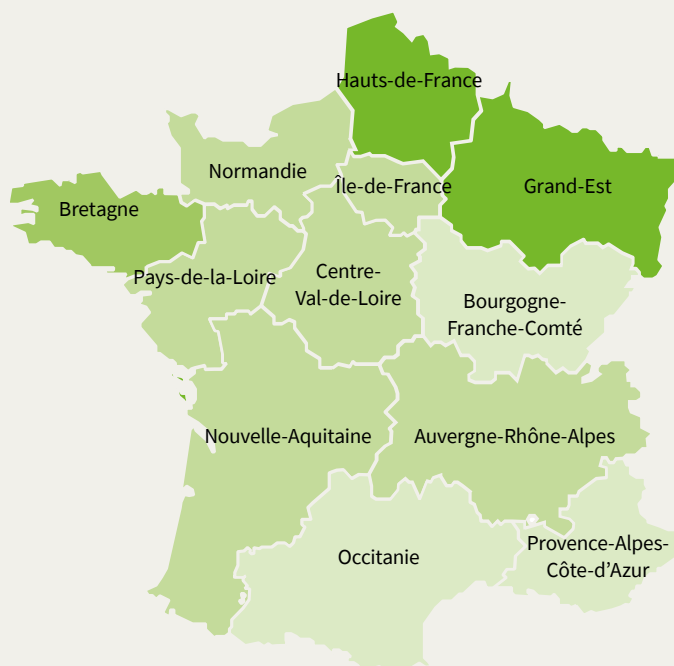 Hauts-de-France
Normandie
Île-de-France
Grand-Est
Bretagne
Pays-de-la-Loire
Centre-
Val-de-Loire
Bourgogne-
Franche-Comté
Nouvelle-Aquitaine
Auvergne-Rhône-Alpes
Occitanie
Provence-Alpes-
Côte-d’Azur